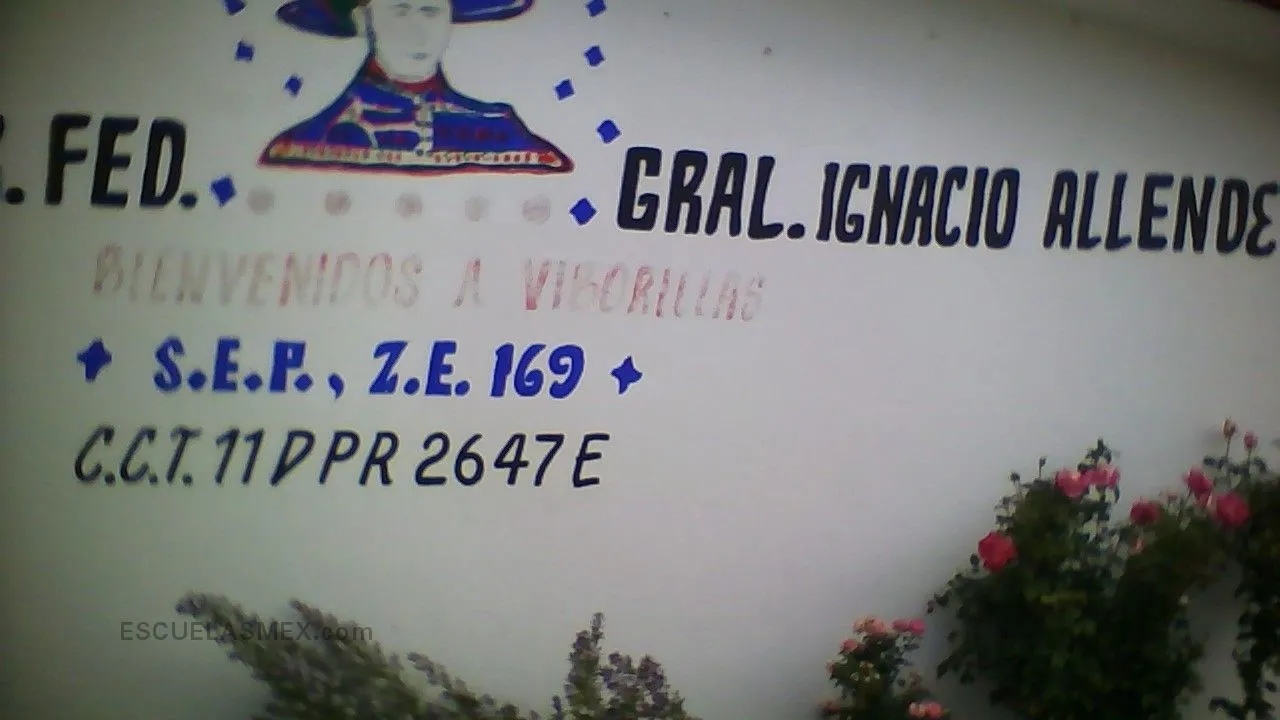 . FED. GRAL. IGNACIO ALLENDE
BIENVENIDOS A VIBORILLAS
S.E.P., Z.E. 169
C.C.T. 11DPR2647E
ESCUELASMEX.com